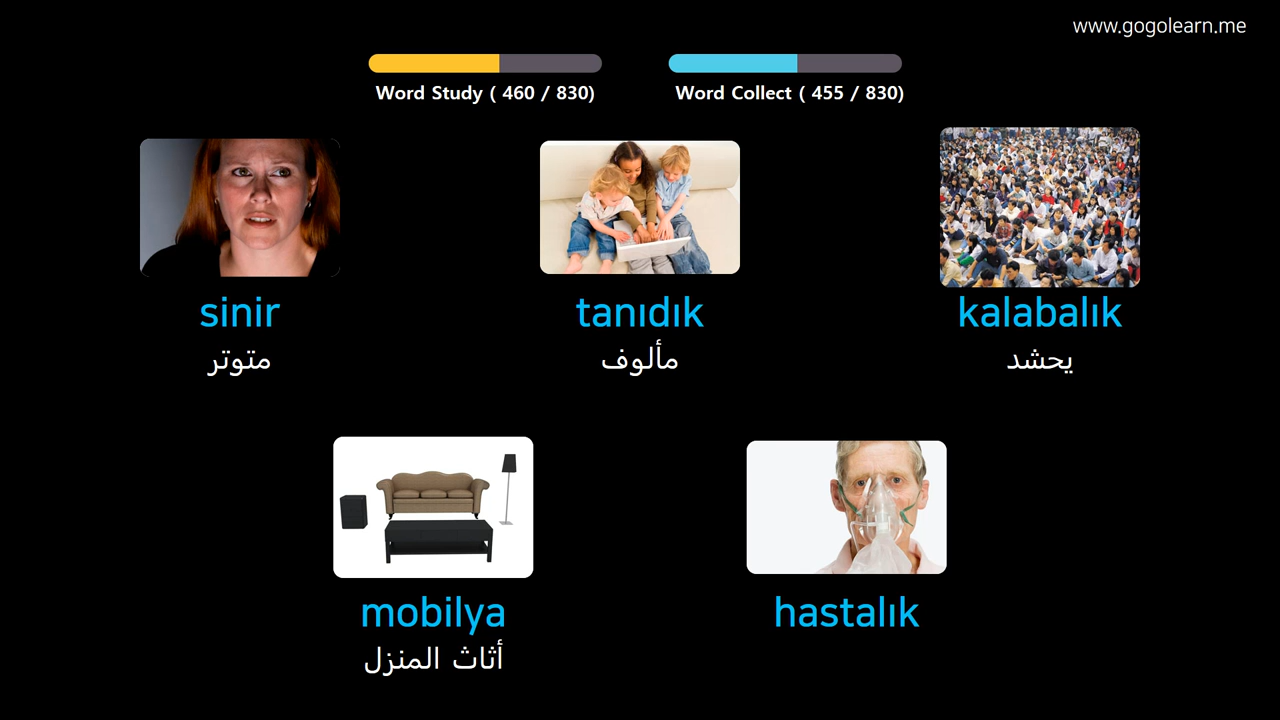 www.gogolearn.me
Word Study ( 460 / 830)
Word Collect ( 455 / 830)
sinir
متوتر
tanıdık
مألوف
kalabalık
يحشد
mobilya
أثاث المنزل
hastalık